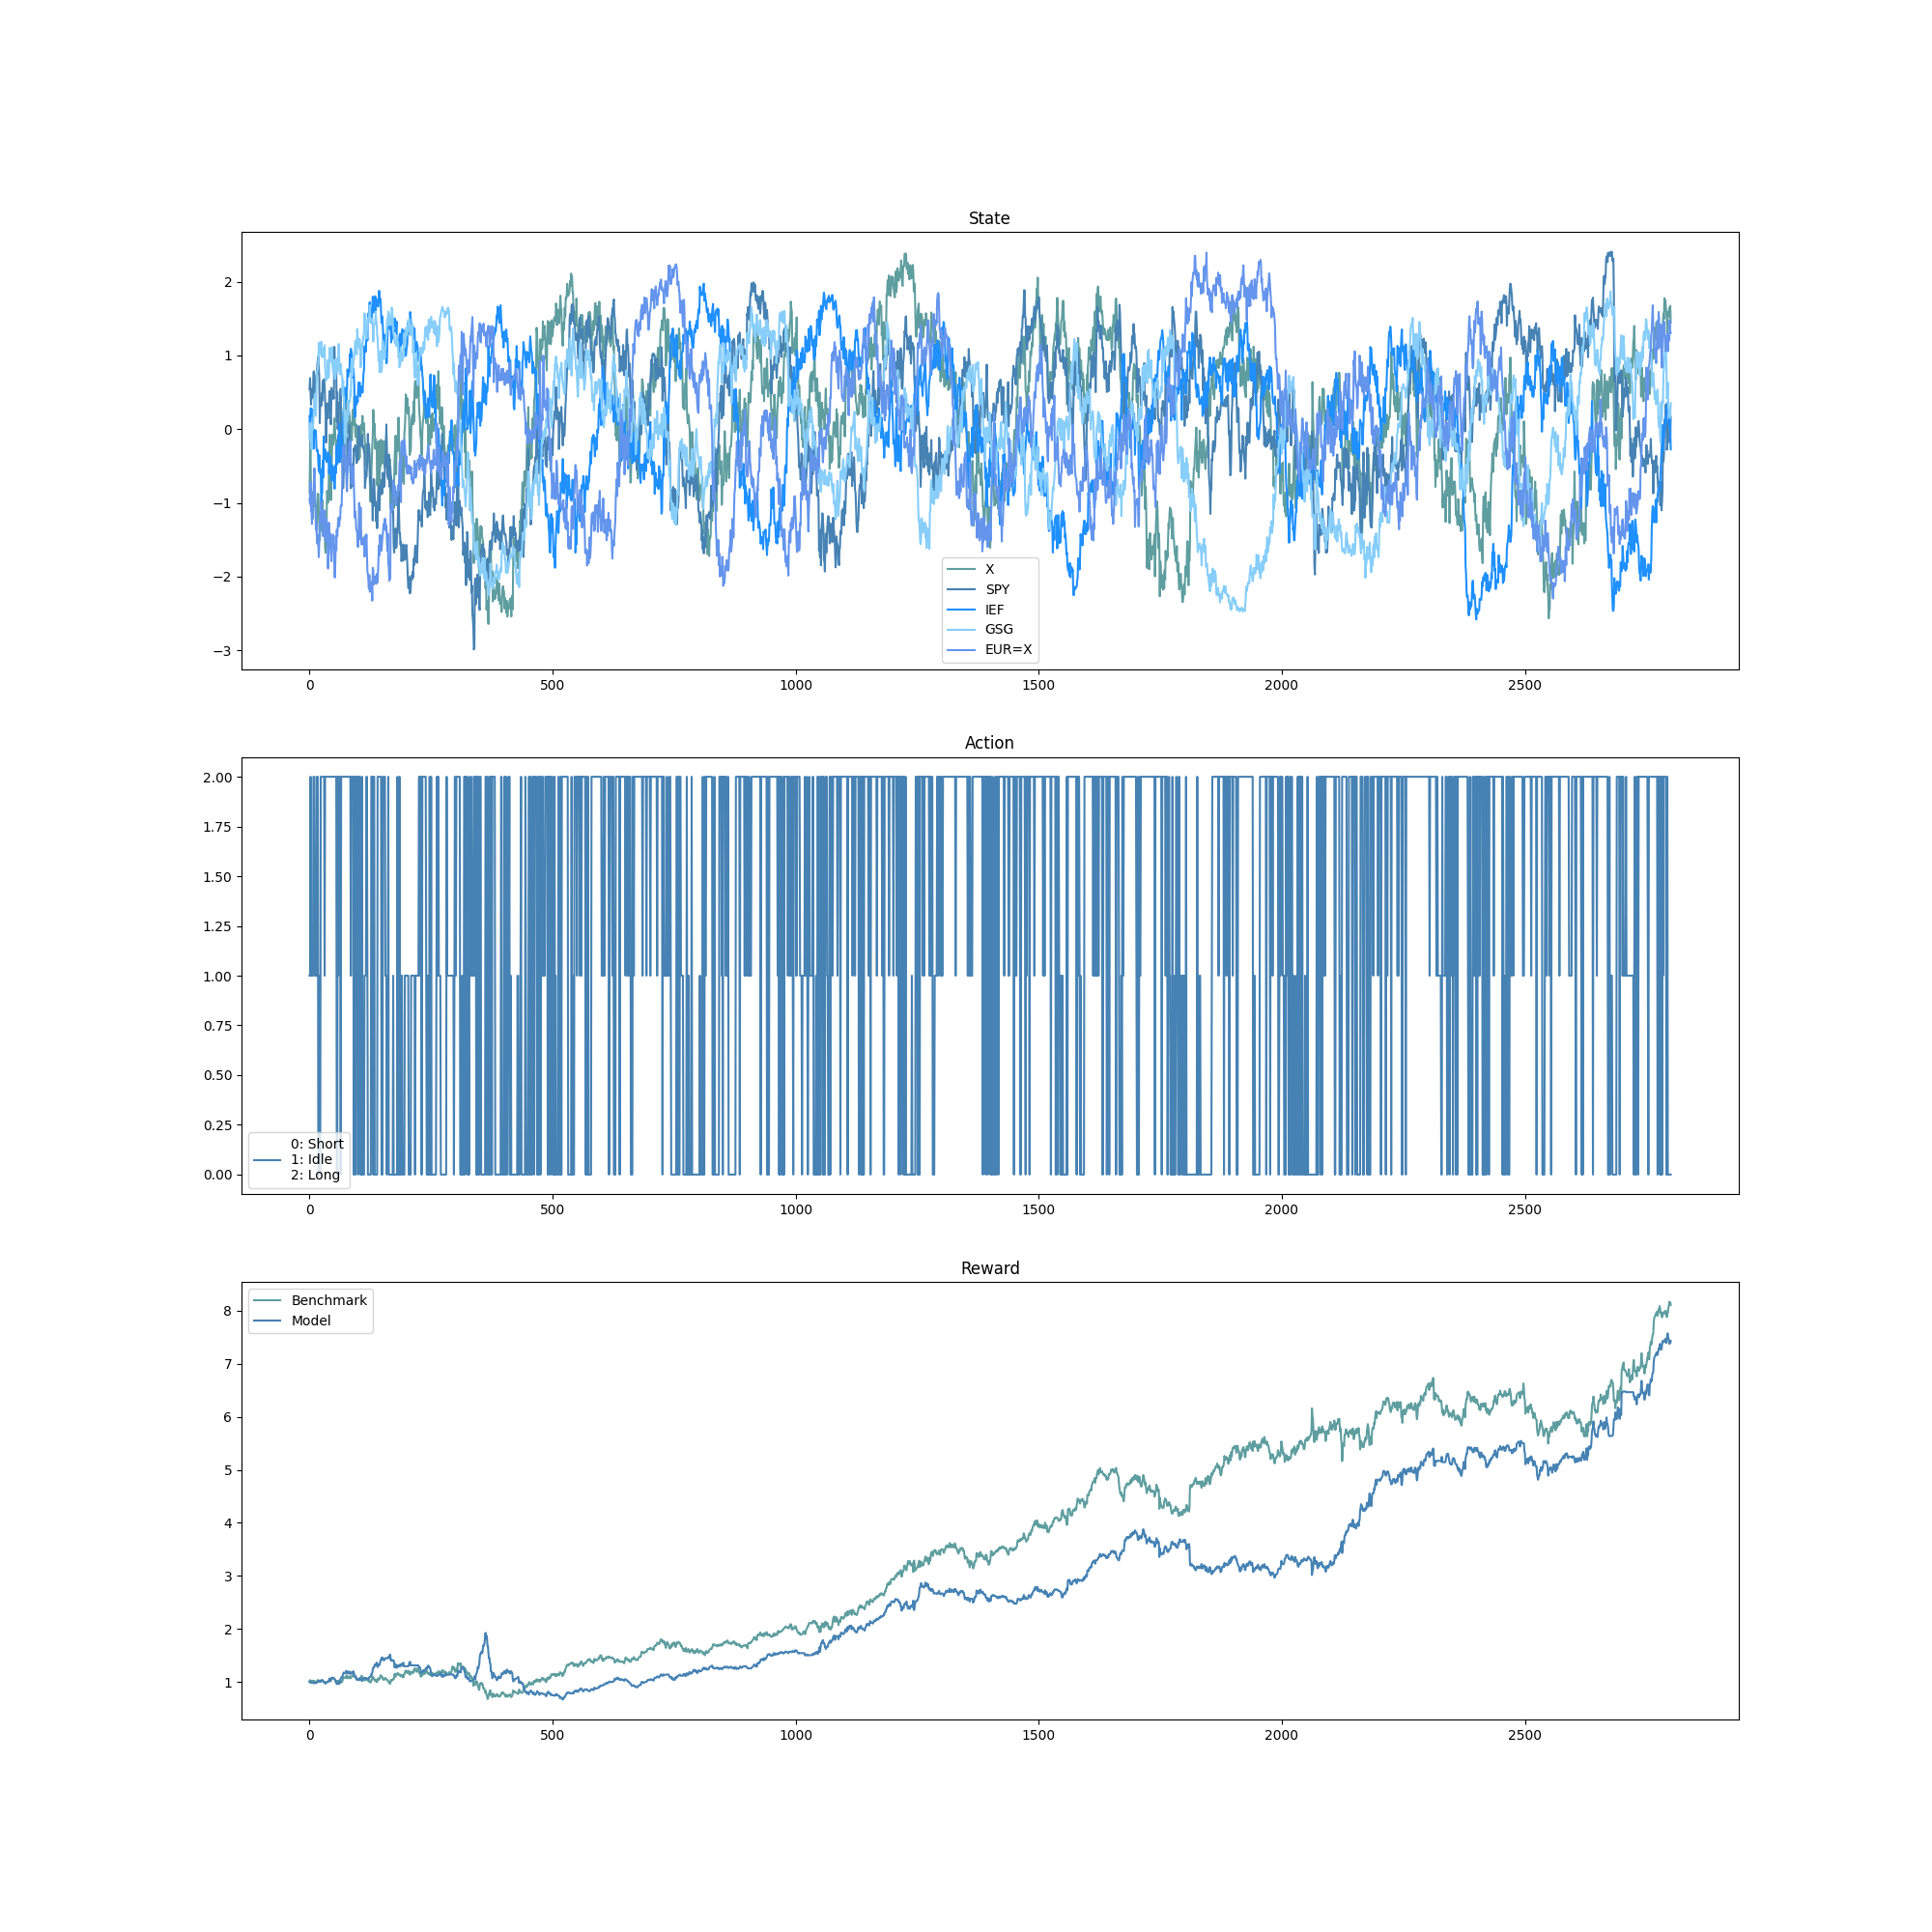 State
2
1
0
−1
−2
−3
X
SPY
IEF
GSG
EUR=X
0 500 1000 1500 2000 2500
Action
2.00
1.75
1.50
1.25
1.00
0.75
0.50
0.25
0.00
0: Short
1: Idle
2: Long
0 500 1000 1500 2000 2500
Reward
Benchmark
Model
8
7
6
5
4
3
2
1
0 500 1000 1500 2000 2500